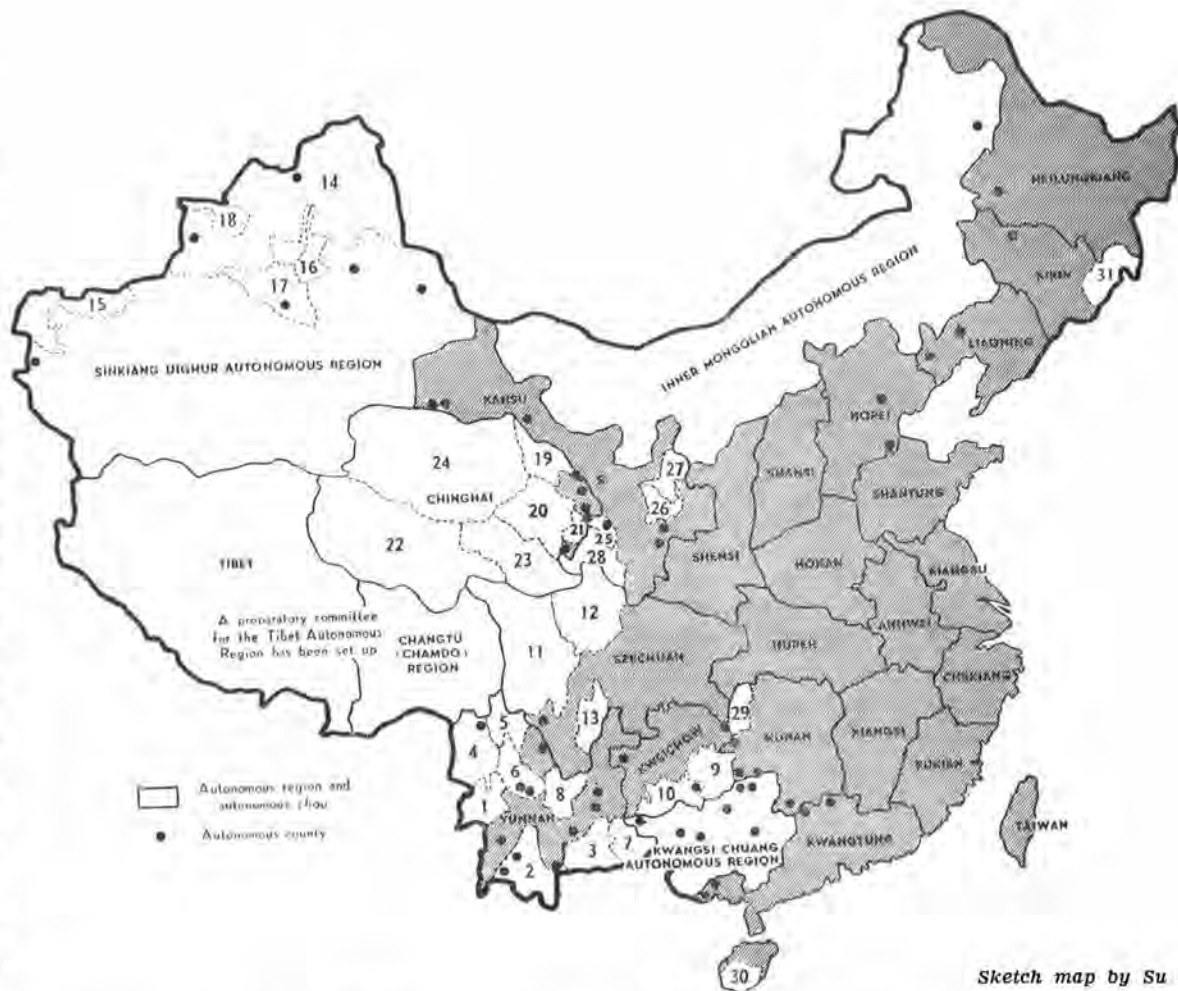 HEILUNGKIANG
14
18
16
KIRIN
31
17
15
INNER MONGOLIAN AUTONOMOUS REGION
LIAONING
SINKIANG UIGHUR AUTONOMOUS REGION
KANSU
HOPEI
24
19
27
SHANSI
CHINGHAI
SHANTUNG
20
26
21
25
22
23
28
SHENSI
HONAN
KIANGSU
TIBET
12
ANHWEI
A preparatory committee
for the Tibet Autonomous
Region has been set up
CHANGTU
(CHAMDO)
REGION
11
SZECHUAN
HUPEH
CHEKIANG
13
29
5
4
HUNAN
KIANGSI
KWEICHOW
6
9
FUKIEN
Autonomous region and
autonomous chou
8
10
1
YUNNAN
Autonomous county
KWANGTUNG
TAIWAN
3
7
KWANGSI CHUANG
AUTONOMOUS REGION
2
30
Sketch map by Su